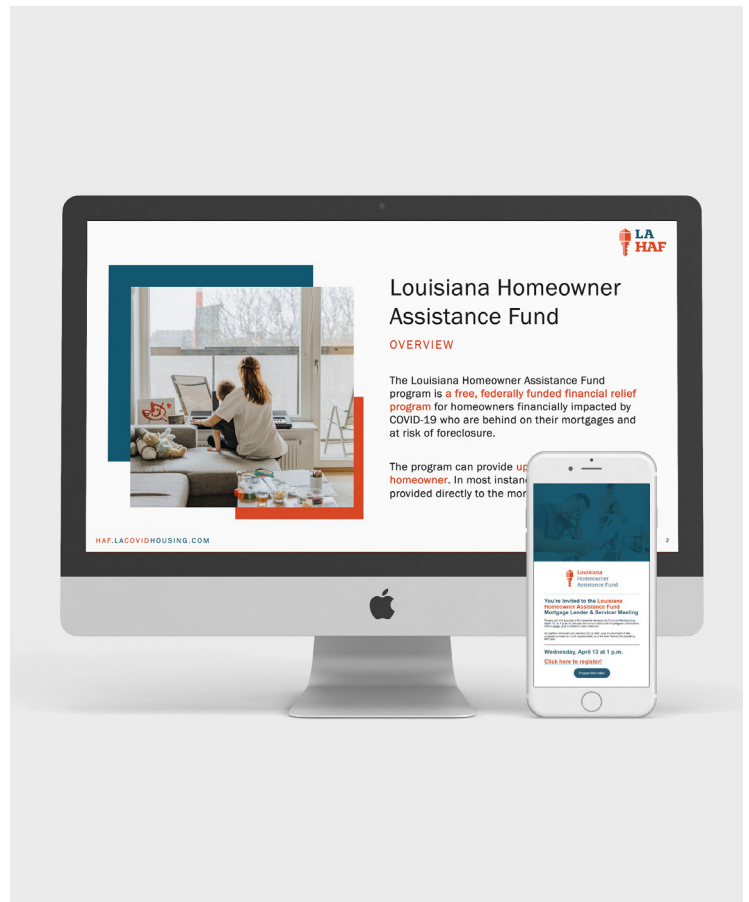 LA
HAF
Louisiana Homeowner
Assistance Fund
OVERVIEW
The Louisiana Homeowner Assistance Fund
program is a free, federally funded financial relief
program for homeowners financially impacted by
COVID-19 who are behind on their mortgages and
at risk of foreclosure.
The program can provide up
homeowner. In most instan
provided directly to the mor
HAF.LACOVIDHOUSING.COM
2
Louisiana
Homeowner
Assistance Fund
You're invited to the Louisiana
Homeowner Assistance Fund
Mortgage Lender & Servicer Meeting
Wednesday, April 13 at 1 p.m.
Click here to register!
Program Information